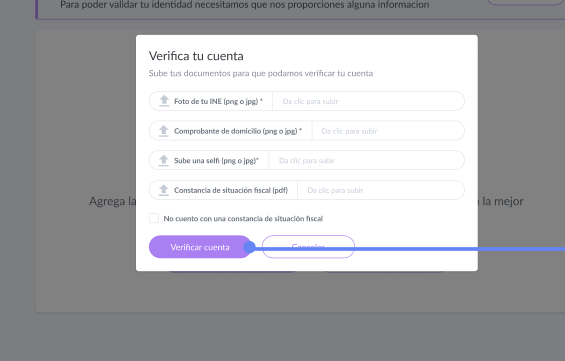 Para poder validar tu identidad necesitamos que nos proporciones alguna informacion
Verifica tu cuenta
Sube tus documentos para que podamos verificar tu cuenta
Foto de tu INE (png o jpg) * Da clic para subir
Comprobante de domicilio (png o jpg) * Da clic para subir
Sube una selfi (png o jpg)* Da clic para subir
Constancia de situación fiscal (pdf) Da clic para subir
Agrega la
la mejor
No cuento con una constancia de situación fiscal
Verificar cuenta Cancelar